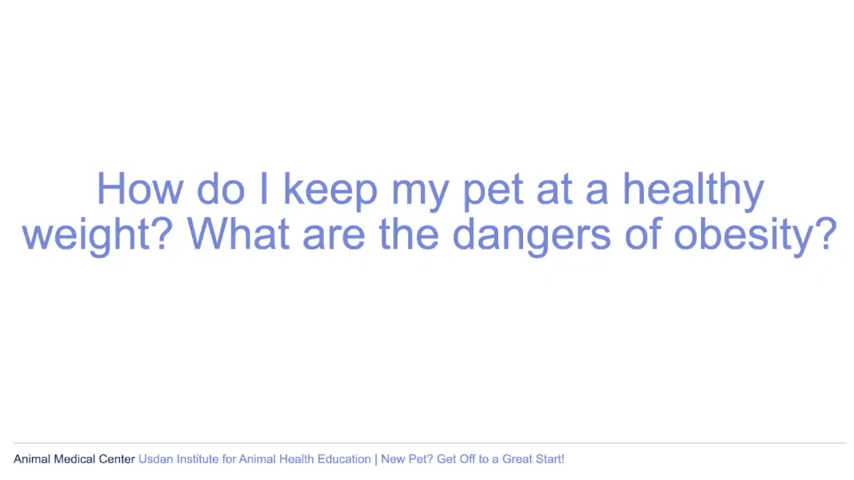 How do I keep my pet at a healthy
weight? What are the dangers of obesity?
Animal Medical Center Usdan Institute for Animal Health Education | New Pet? Get Off to a Great Start!